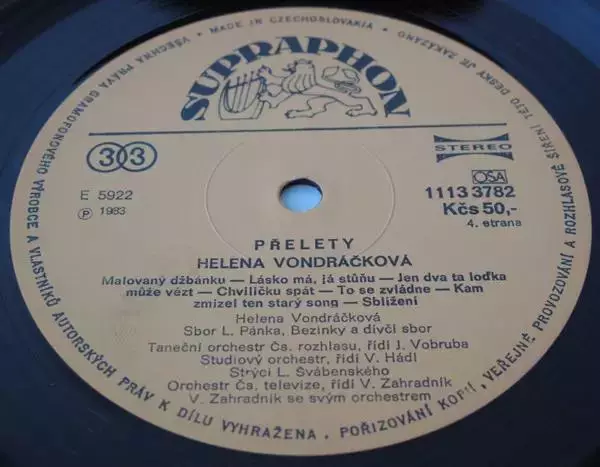 MADE IN CZECHOSLOVAKIA
SUPRAPHON
33
STEREO
OSA
E 5922
Ⓟ 1983
1113 3782
Kčs 50,-
4. strana
PŘELETY
HELENA VONDRÁČKOVÁ
Malovaný džbánku — Lásko má, já stůňu — Jen dva ta loďka
může vézt — Chviličku spát — To se zvládne — Kam
zmizel ten starý song — Sblížení
Helena Vondráčková
Sbor L. Pánka, Bezinky a dívčí sbor
Taneční orchestr Čs. rozhlasu, řídí J. Vobruba
Studiový orchestr, řídí V. Hádl
Strýci L. Švábenského
Orchestr Čs. televize, řídí V. Zahradník
V. Zahradník se svým orchestrem
VŠECHNA PRÁVA GRAMOFONOVÉHO VÝROBCE A VLASTNÍKŮ AUTORSKÝCH PRÁV K DÍLU VYHRAŽENA. POŘIZOVÁNÍ KOPIÍ, VEŘEJNÉ PROVOZOVÁNÍ A ROZHLASOVÉ ŠÍŘENÍ TÉTO DESKY JE ZAKÁZÁNO